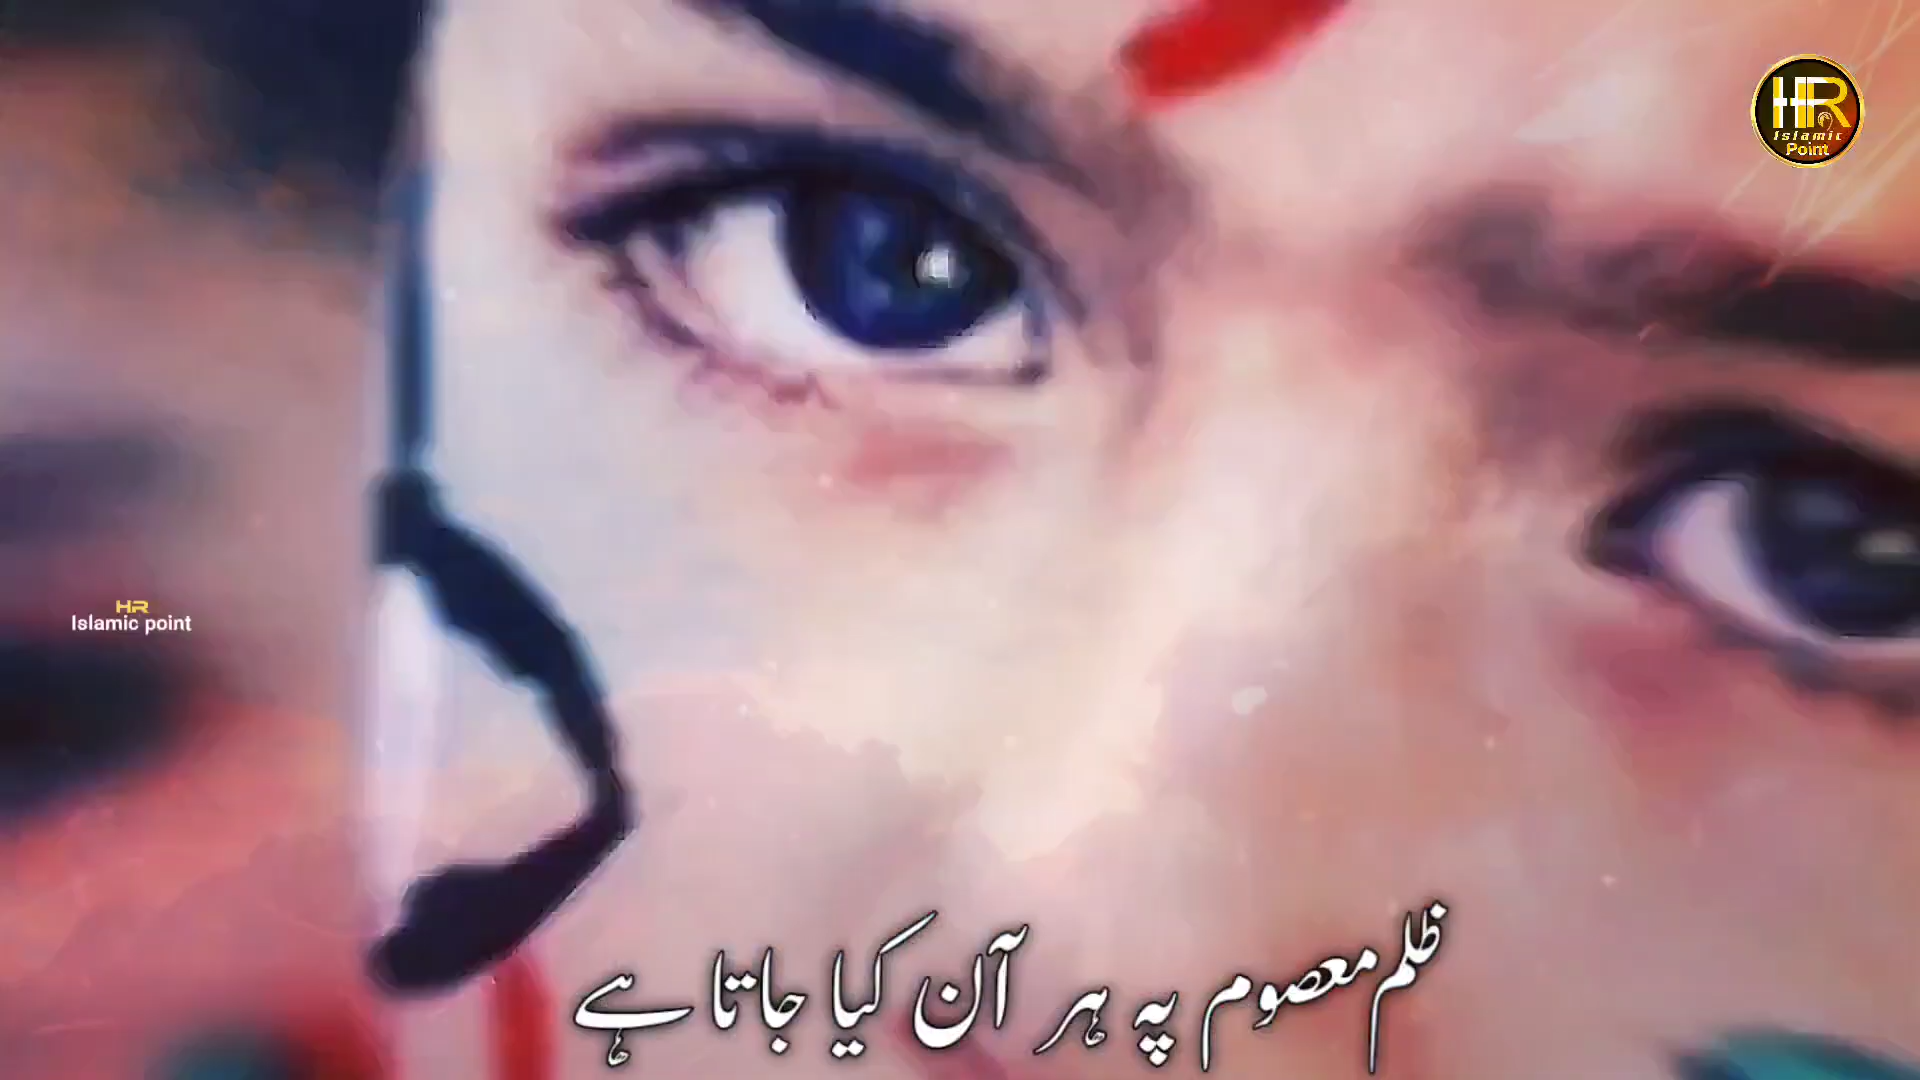 HR
Islamic
Point
HR
Islamic point
ظلم معصوم پہ ہر آن کیا جاتا ہے